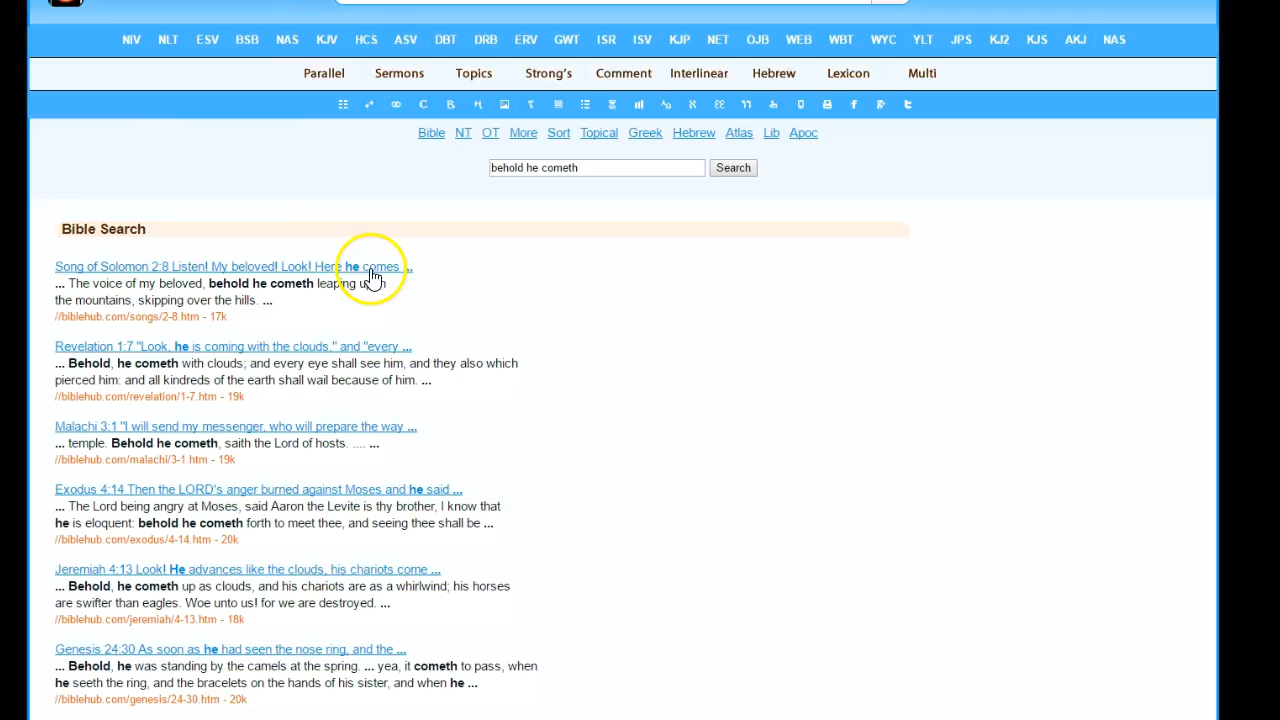 NIV NLT ESV BSB NAS KJV HCS ASV DBT DRB ERV GWT ISR ISV KJP NET OJB WEB WBT WYC YLT JPS KJ2 KJS AKJ NAS
Parallel Sermons Topics Strong's Comment Interlinear Hebrew Lexicon Multi
Bible NT OT More Sort Topical Greek Hebrew Atlas Lib Apoc
behold he cometh Search
Bible Search
Song of Solomon 2:8 Listen! My beloved! Look! Here he comes ...
... The voice of my beloved, behold he cometh leaping
the mountains, skipping over the hills. ...
//biblehub.com/songs/2-8.htm - 17k
Revelation 1:7 "Look, he is coming with the clouds," and "every ...
... Behold, he cometh with clouds; and every eye shall see him, and they also which
pierced him: and all kindreds of the earth shall wail because of him. ...
//biblehub.com/revelation/1-7.htm - 19k
Malachi 3:1 "I will send my messenger, who will prepare the way ...
... temple. Behold he cometh, saith the Lord of hosts. .... ...
//biblehub.com/malachi/3-1.htm - 19k
Exodus 4:14 Then the LORD's anger burned against Moses and he said ...
... The Lord being angry at Moses, said Aaron the Levite is thy brother, I know that
he is eloquent: behold he cometh forth to meet thee, and seeing thee shall be ...
//biblehub.com/exodus/4-14.htm - 20k
Jeremiah 4:13 Look! He advances like the clouds, his chariots come ...
... Behold, he cometh up as clouds, and his chariots are as a whirlwind; his horses
are swifter than eagles. Woe unto us! for we are destroyed. ...
//biblehub.com/jeremiah/4-13.htm - 18k
Genesis 24:30 As soon as he had seen the nose ring, and the ...
... Behold, he was standing by the camels at the spring. ... yea, it cometh to pass, when
he seeth the ring, and the bracelets on the hands of his sister, and when he ...
//biblehub.com/genesis/24-30.htm - 20k